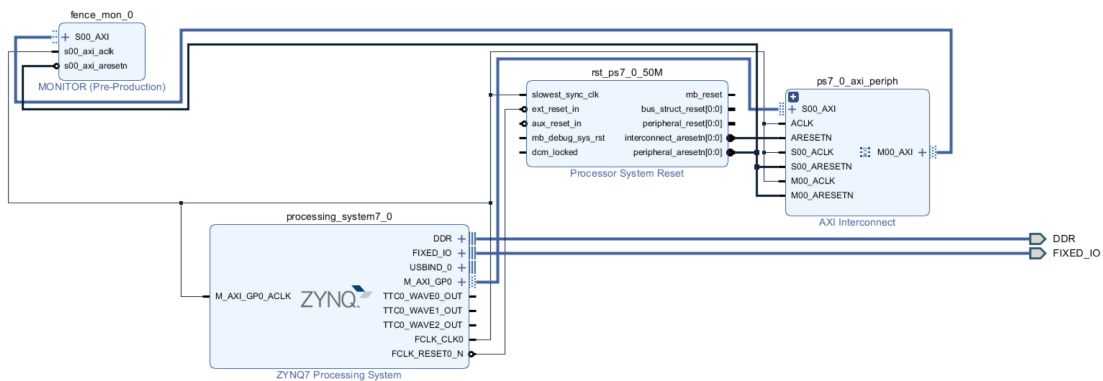 fence_mon_0
S00_AXI
s00_axi_aclk
s00_axi_aresetn
MONITOR (Pre-Production)
rst_ps7_0_50M
slowest_sync_clk
ext_reset_in
aux_reset_in
mb_debug_sys_rst
dcm_locked
mb_reset
bus_struct_reset[0:0]
peripheral_reset[0:0]
interconnect_aresetn[0:0]
peripheral_aresetn[0:0]
Processor System Reset
ps7_0_axi_periph
S00_AXI
ACLK
ARESETN
S00_ACLK
S00_ARESETN
M00_ACLK
M00_ARESETN
M00_AXI
AXI Interconnect
processing_system7_0
M_AXI_GP0_ACLK
ZYNQ
DDR
FIXED_IO
USBIND_0
M_AXI_GP0
TTC0_WAVE0_OUT
TTC0_WAVE1_OUT
TTC0_WAVE2_OUT
FCLK_CLK0
FCLK_RESET0_N
ZYNQ7 Processing System
DDR
FIXED_IO